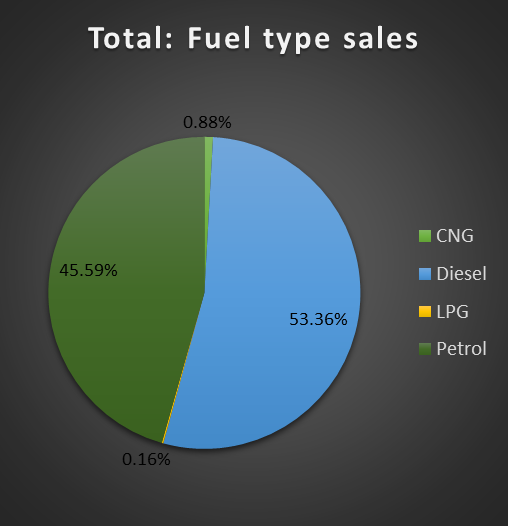 Total: Fuel type sales
0.88%
CNG
45.59%
Diesel
53.36%
LPG
Petrol
0.16%